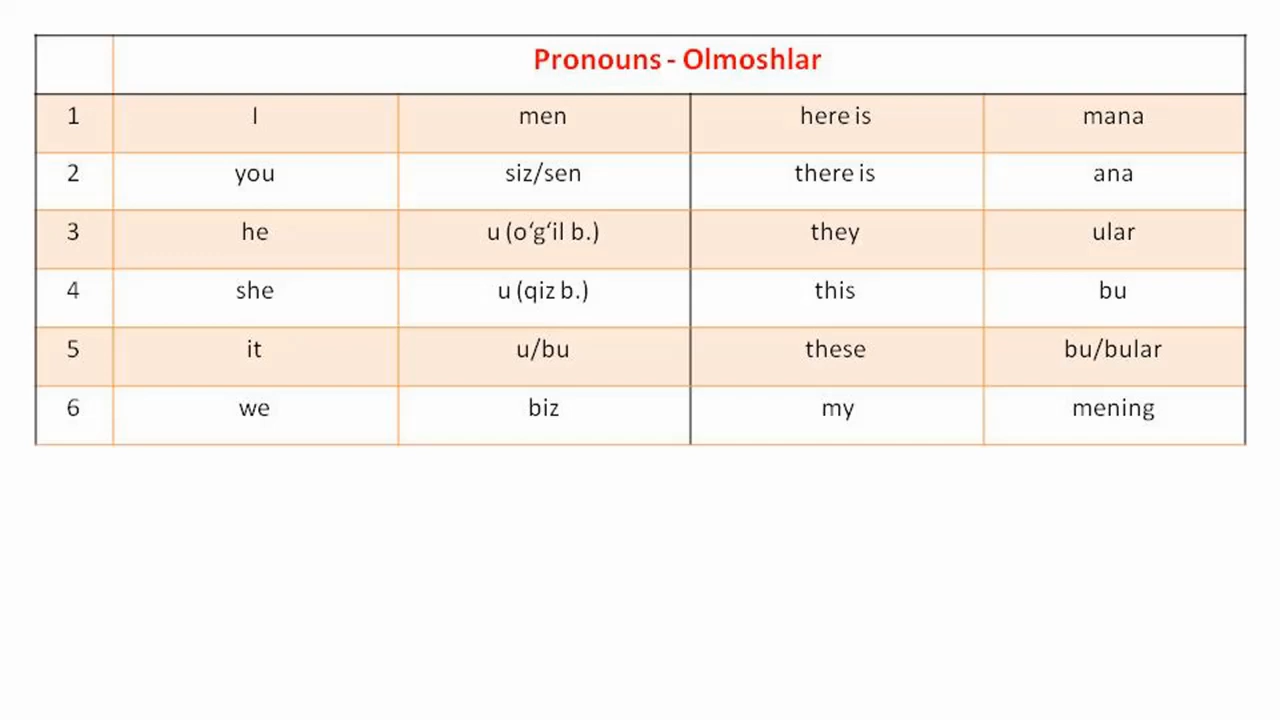 Pronouns - Olmoshlar
1 I men here is mana
2 you siz/sen there is ana
3 he u (o‘g‘il b.) they ular
4 she u (qiz b.) this bu
5 it u/bu these bu/bular
6 we biz my mening